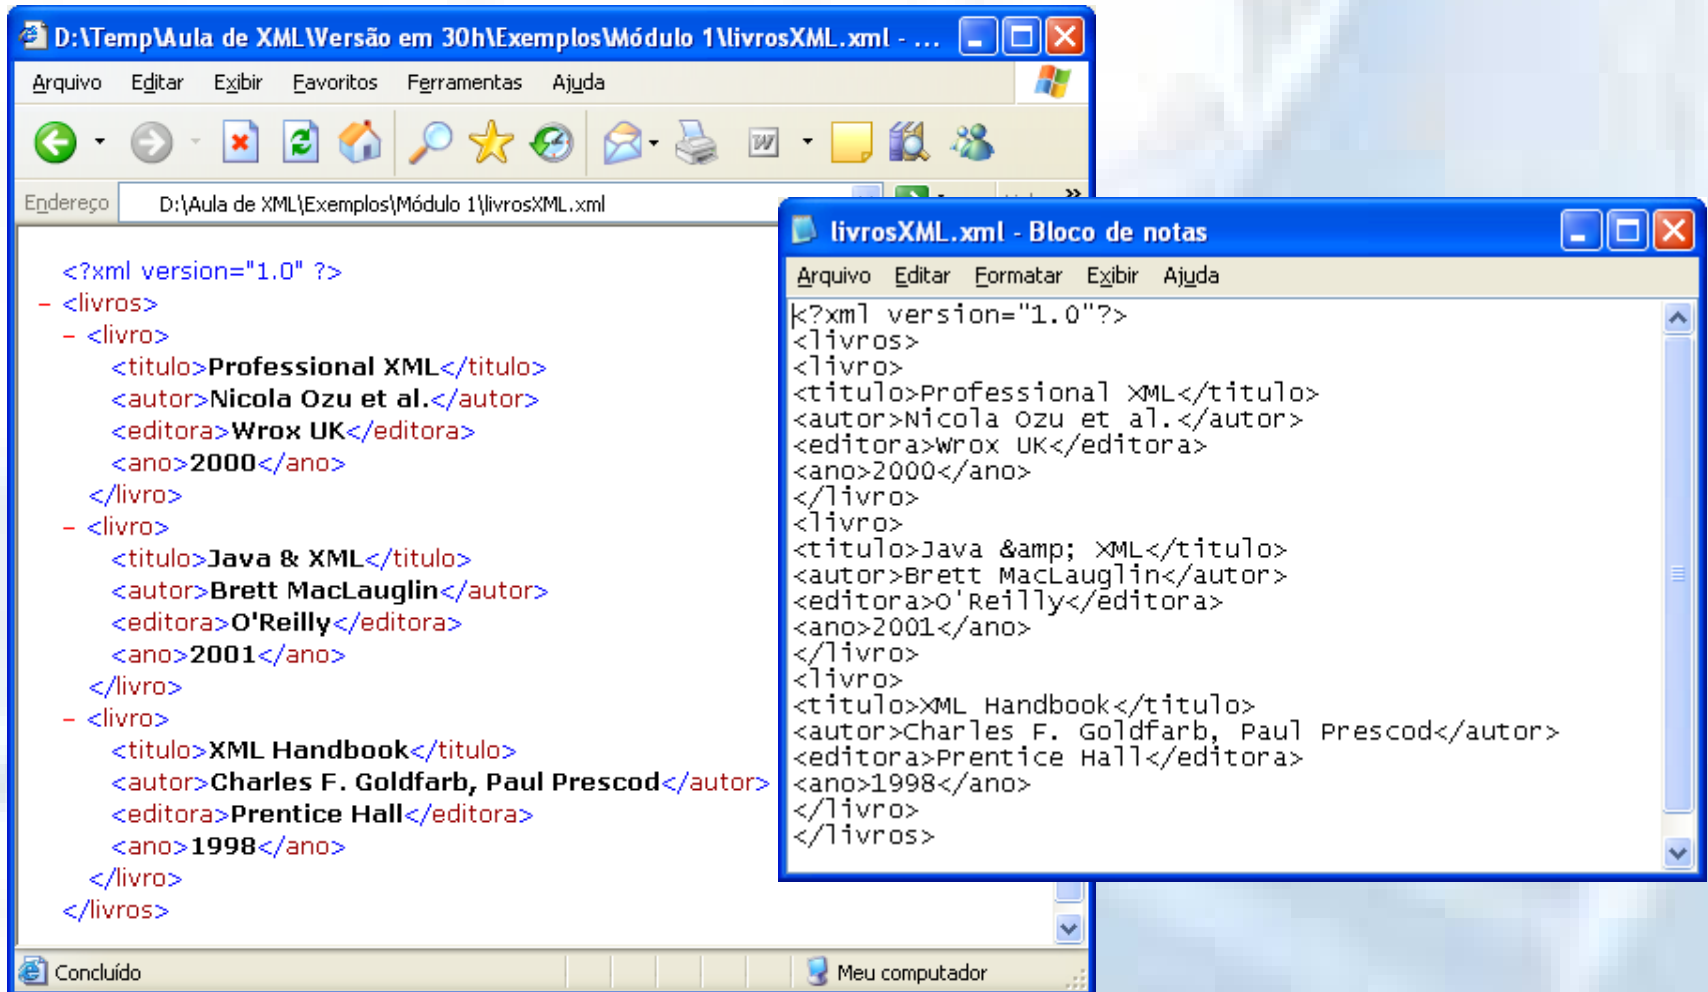 D:\Temp\Aula de XML\Versão em 30h\Exemplos\Módulo 1\livrosXML.xml - ...
Arquivo Editar Exibir Favoritos Ferramentas Ajuda
Endereço D:\Aula de XML\Exemplos\Módulo 1\livrosXML.xml
<?xml version="1.0" ?>
- <livros>
- <livro>
<titulo>Professional XML</titulo>
<autor>Nicola Ozu et al.</autor>
<editora>Wrox UK</editora>
<ano>2000</ano>
</livro>
- <livro>
<titulo>Java & XML</titulo>
<autor>Brett MacLauglin</autor>
<editora>O'Reilly</editora>
<ano>2001</ano>
</livro>
- <livro>
<titulo>XML Handbook</titulo>
<autor>Charles F. Goldfarb, Paul Prescod</autor>
<editora>Prentice Hall</editora>
<ano>1998</ano>
</livro>
</livros>
Concluído Meu computador
livrosXML.xml - Bloco de notas
Arquivo Editar Formatar Exibir Ajuda
<?xml version="1.0"?>
<livros>
<livro>
<titulo>Professional XML</titulo>
<autor>Nicola Ozu et al.</autor>
<editora>Wrox UK</editora>
<ano>2000</ano>
</livro>
<livro>
<titulo>Java &amp; XML</titulo>
<autor>Brett MacLauglin</autor>
<editora>O'Reilly</editora>
<ano>2001</ano>
</livro>
<livro>
<titulo>XML Handbook</titulo>
<autor>Charles F. Goldfarb, Paul Prescod</autor>
<editora>Prentice Hall</editora>
<ano>1998</ano>
</livro>
</livros>